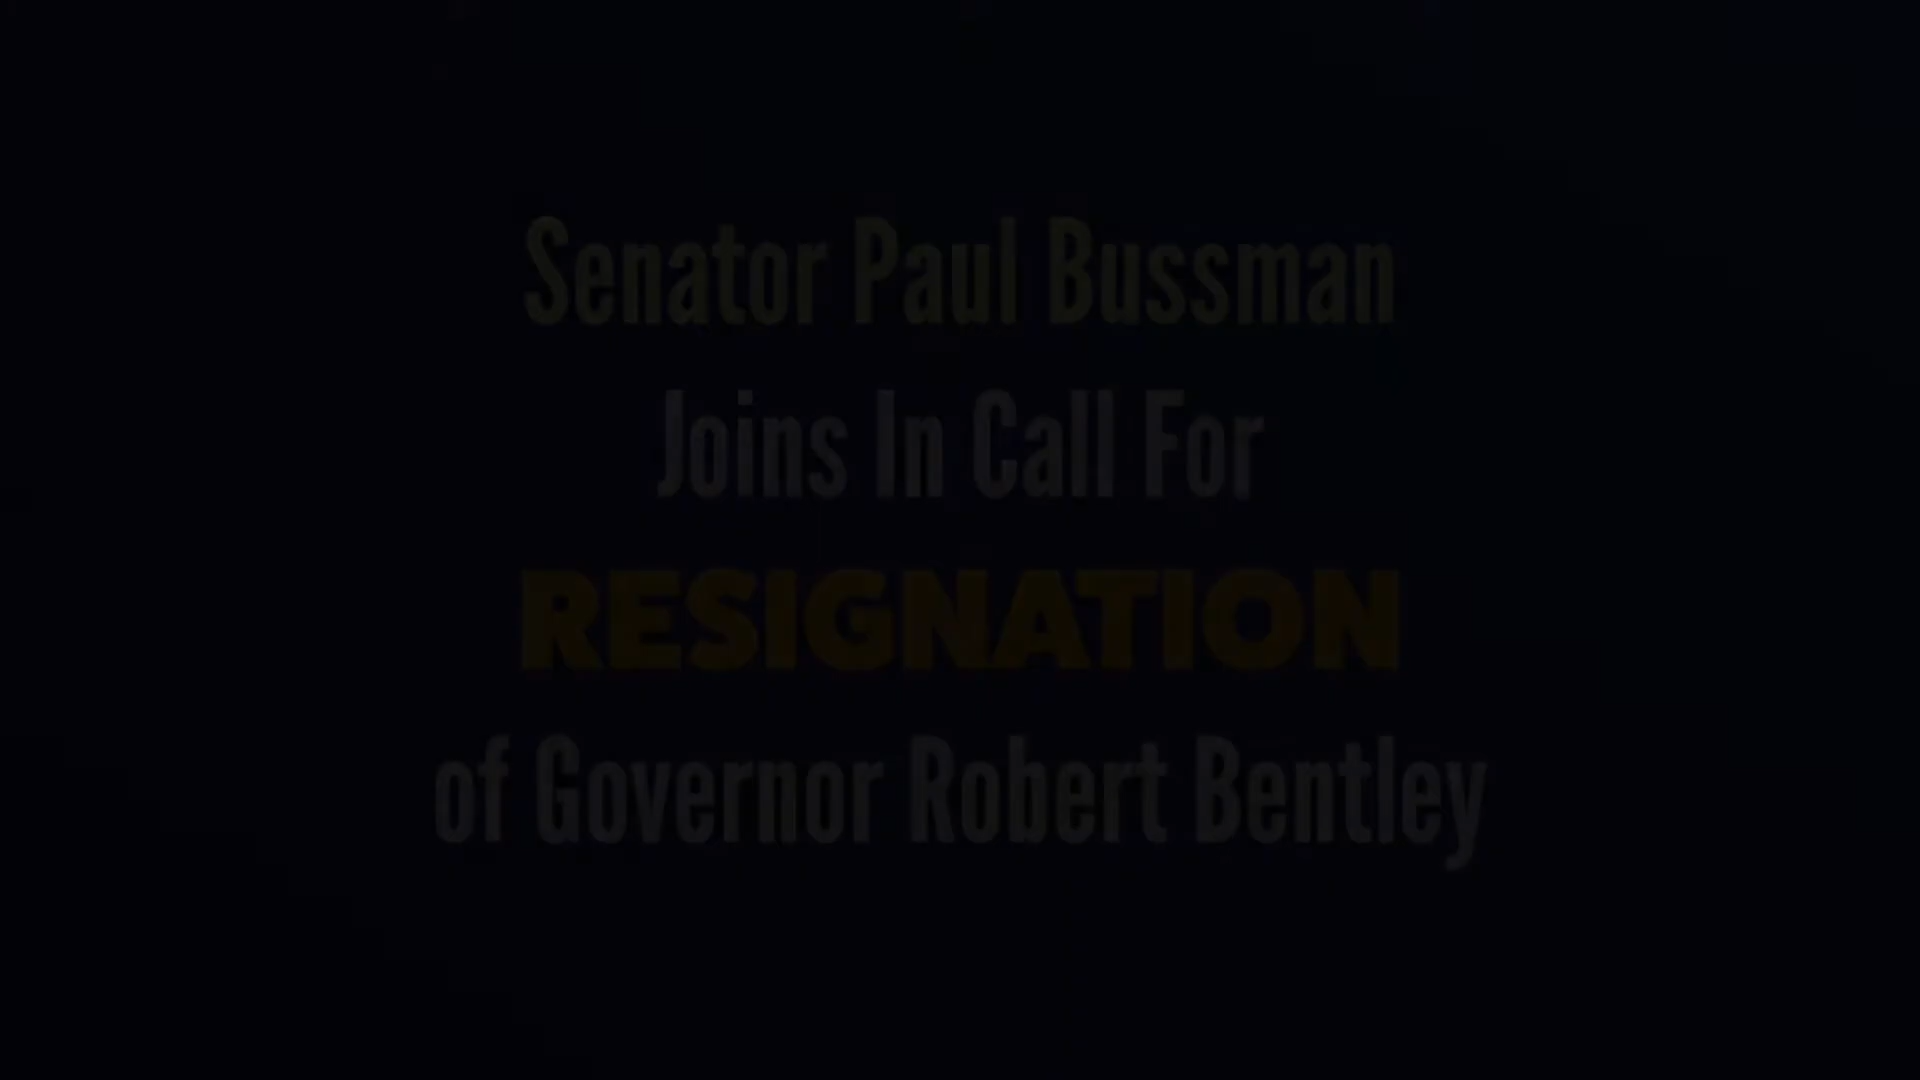 Senator Paul Bussman
Joins In Call For
RESIGNATION
of Governor Robert Bentley